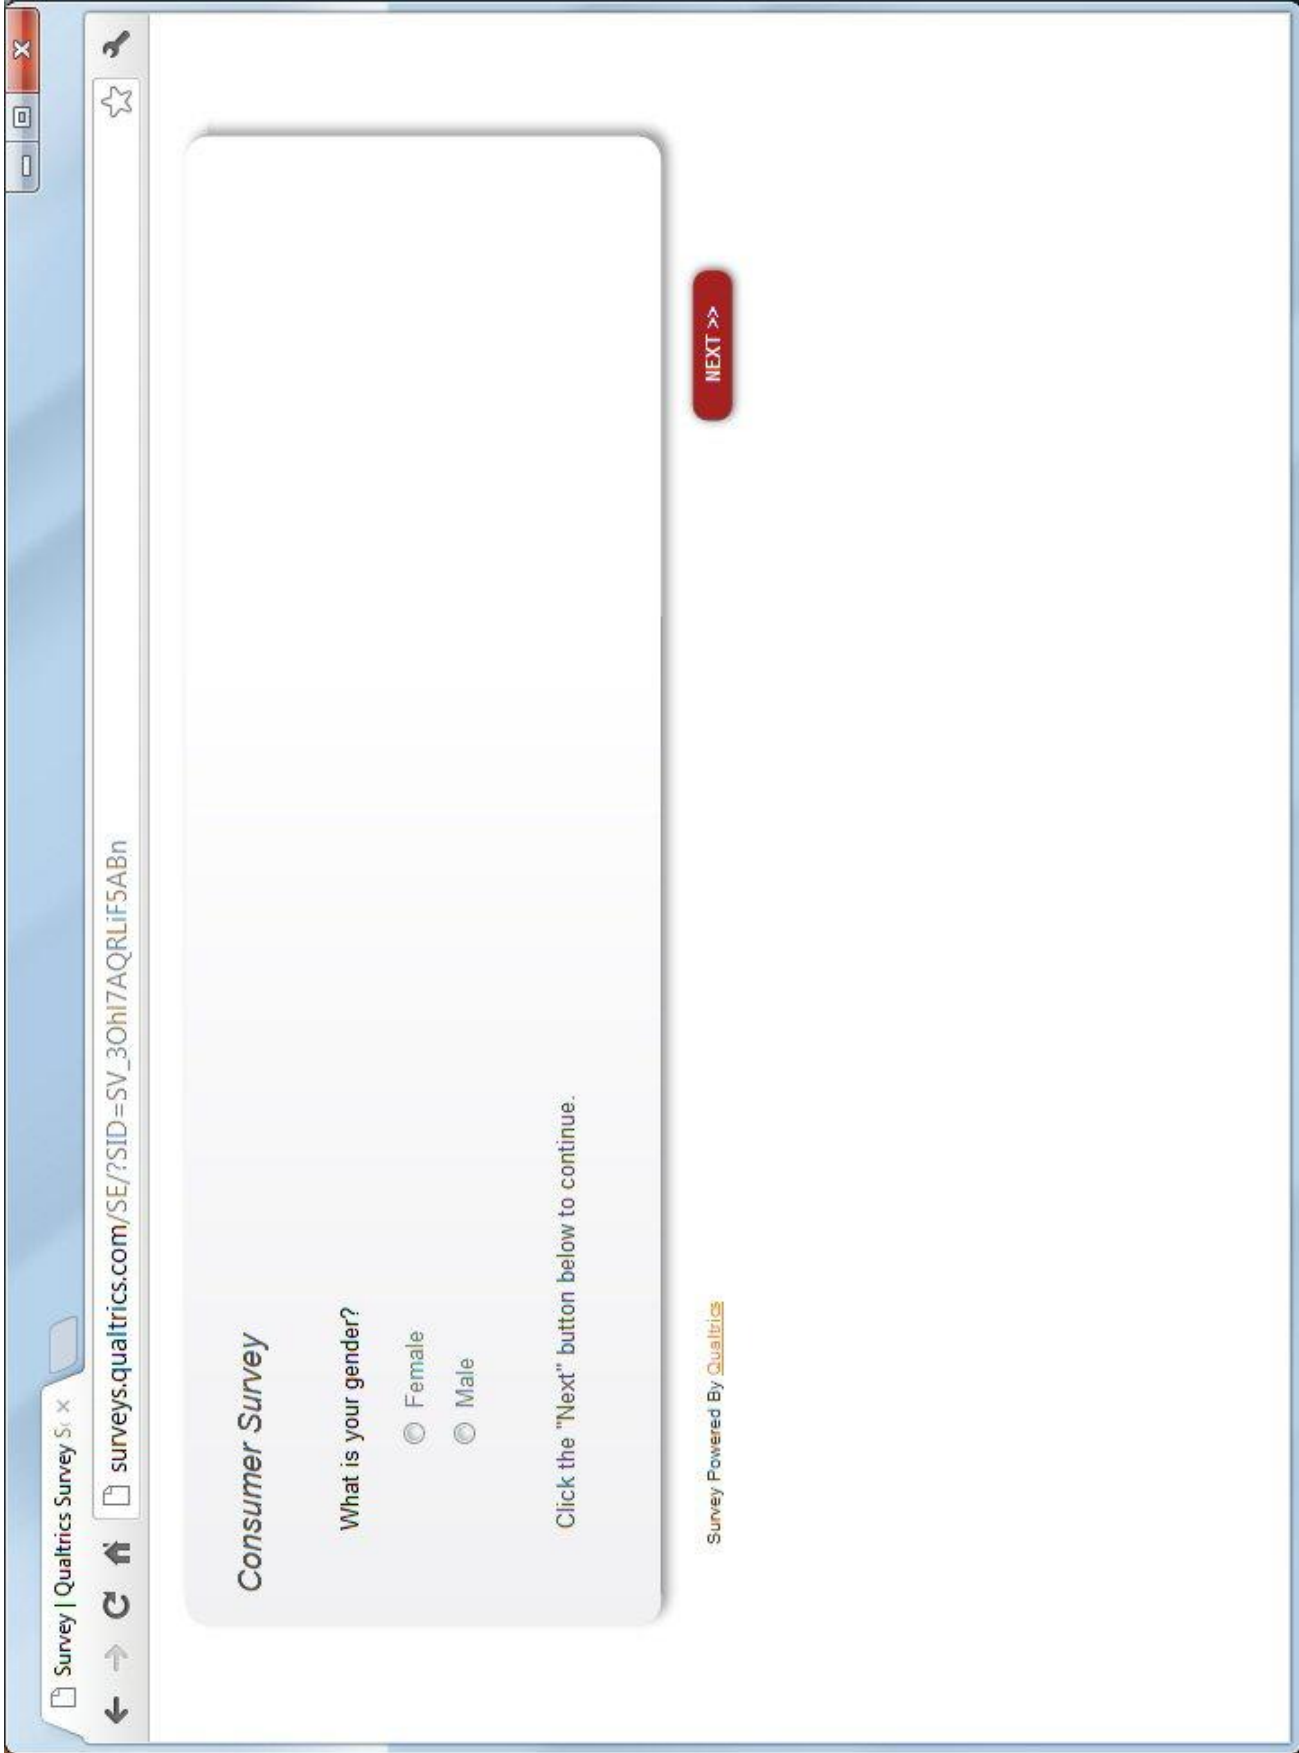 Survey | Qualtrics Survey S
surveys.qualtrics.com/SE/?SID=SV_3OhI7AQRLiF5ABn
Consumer Survey
What is your gender?
Female
Male
Click the "Next" button below to continue.
NEXT >>
Survey Powered By Qualtrics